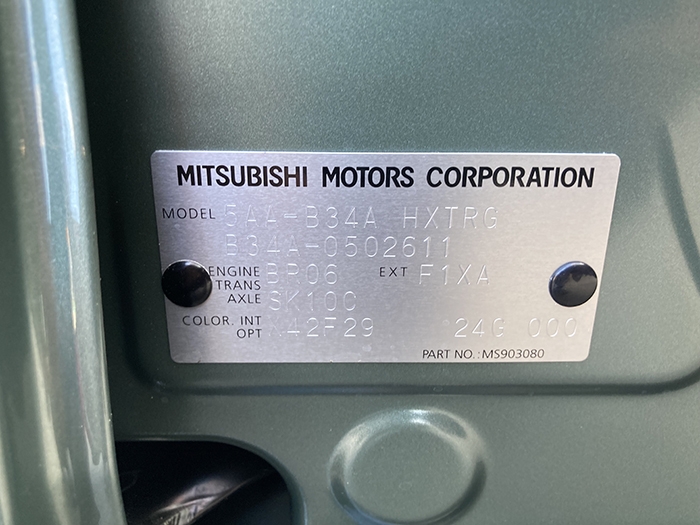 MITSUBISHI MOTORS CORPORATION
MODEL 5AA-B34A HXTRG
B34A-0502611
ENGINE BP06 EXT F1XA
TRANS
AXLE SK10C
COLOR. INT 42F29 24G 000
OPT
PART NO.:MS903080